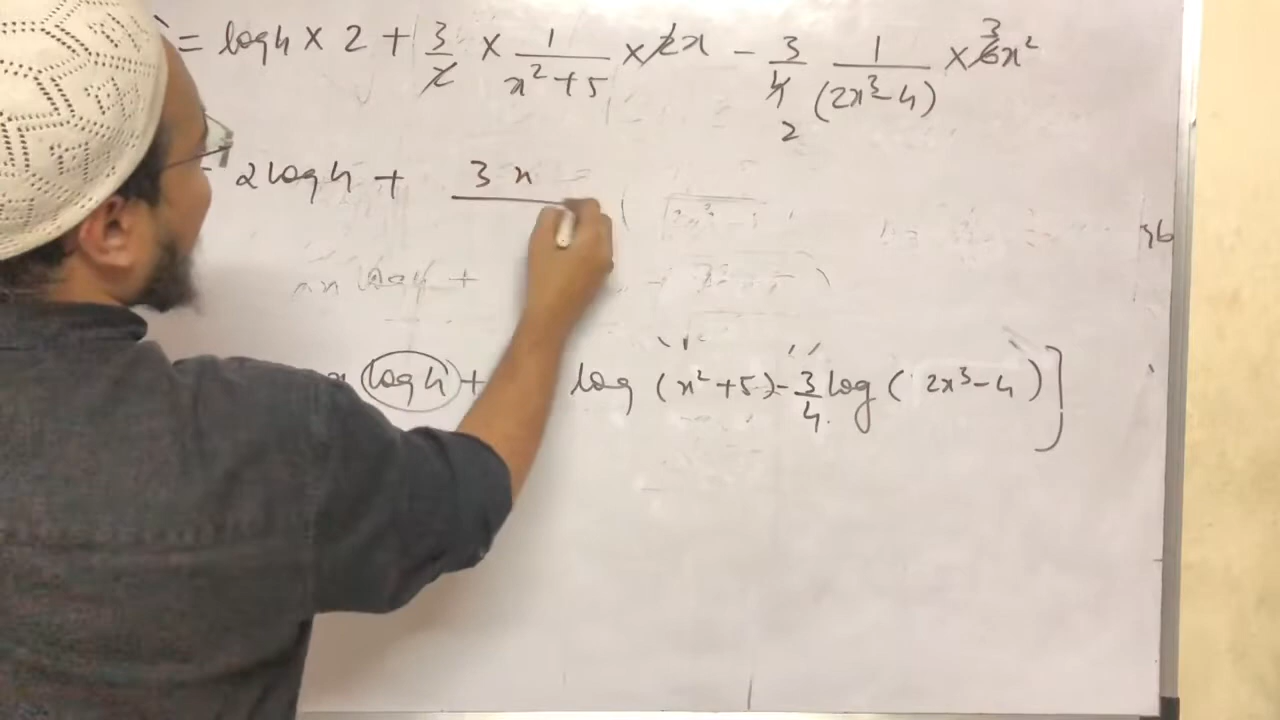 = log4 × 2 + 3/2 × 1/(x²+5) × 2x − 3/4 1/(2x³−4) × 6x² 3 2
2log4 + 3x
log4 + log (x²+5) − 3/4 log (2x³−4) ]